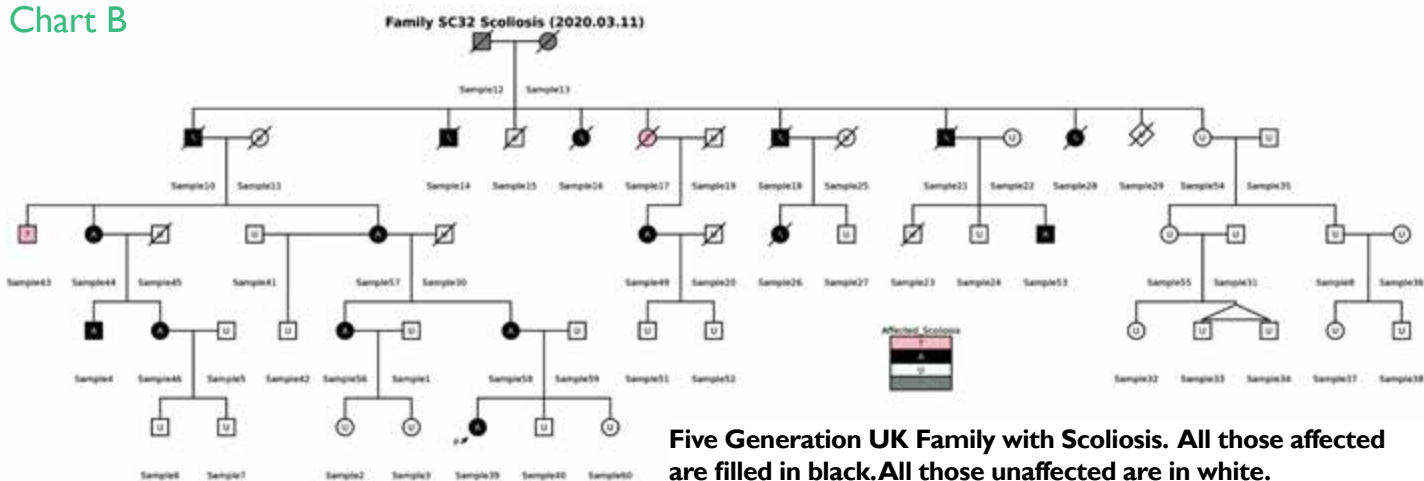 Chart B
Family SC32 Scoliosis (2020.03.11)
Sample12 Sample13
Sample10 Sample11 Sample14 Sample15 Sample16 Sample17 Sample19 Sample18 Sample25 Sample21 Sample22 Sample28 Sample29 Sample54 Sample35
? A U U A U A U A U U A U U U
Sample43 Sample44 Sample45 Sample41 Sample57 Sample30 Sample49 Sample20 Sample26 Sample27 Sample23 Sample24 Sample53 Sample55 Sample31 Sample8 Sample36
Affected_Scoliosis
?
A
U
Sample4 Sample46 Sample5 Sample42 Sample56 Sample1 Sample58 Sample59 Sample51 Sample52 Sample32 Sample33 Sample34 Sample37 Sample38
U U U U A U U
P
Sample6 Sample7 Sample2 Sample3 Sample39 Sample40 Sample60
Five Generation UK Family with Scoliosis. All those affected
are filled in black.All those unaffected are in white.